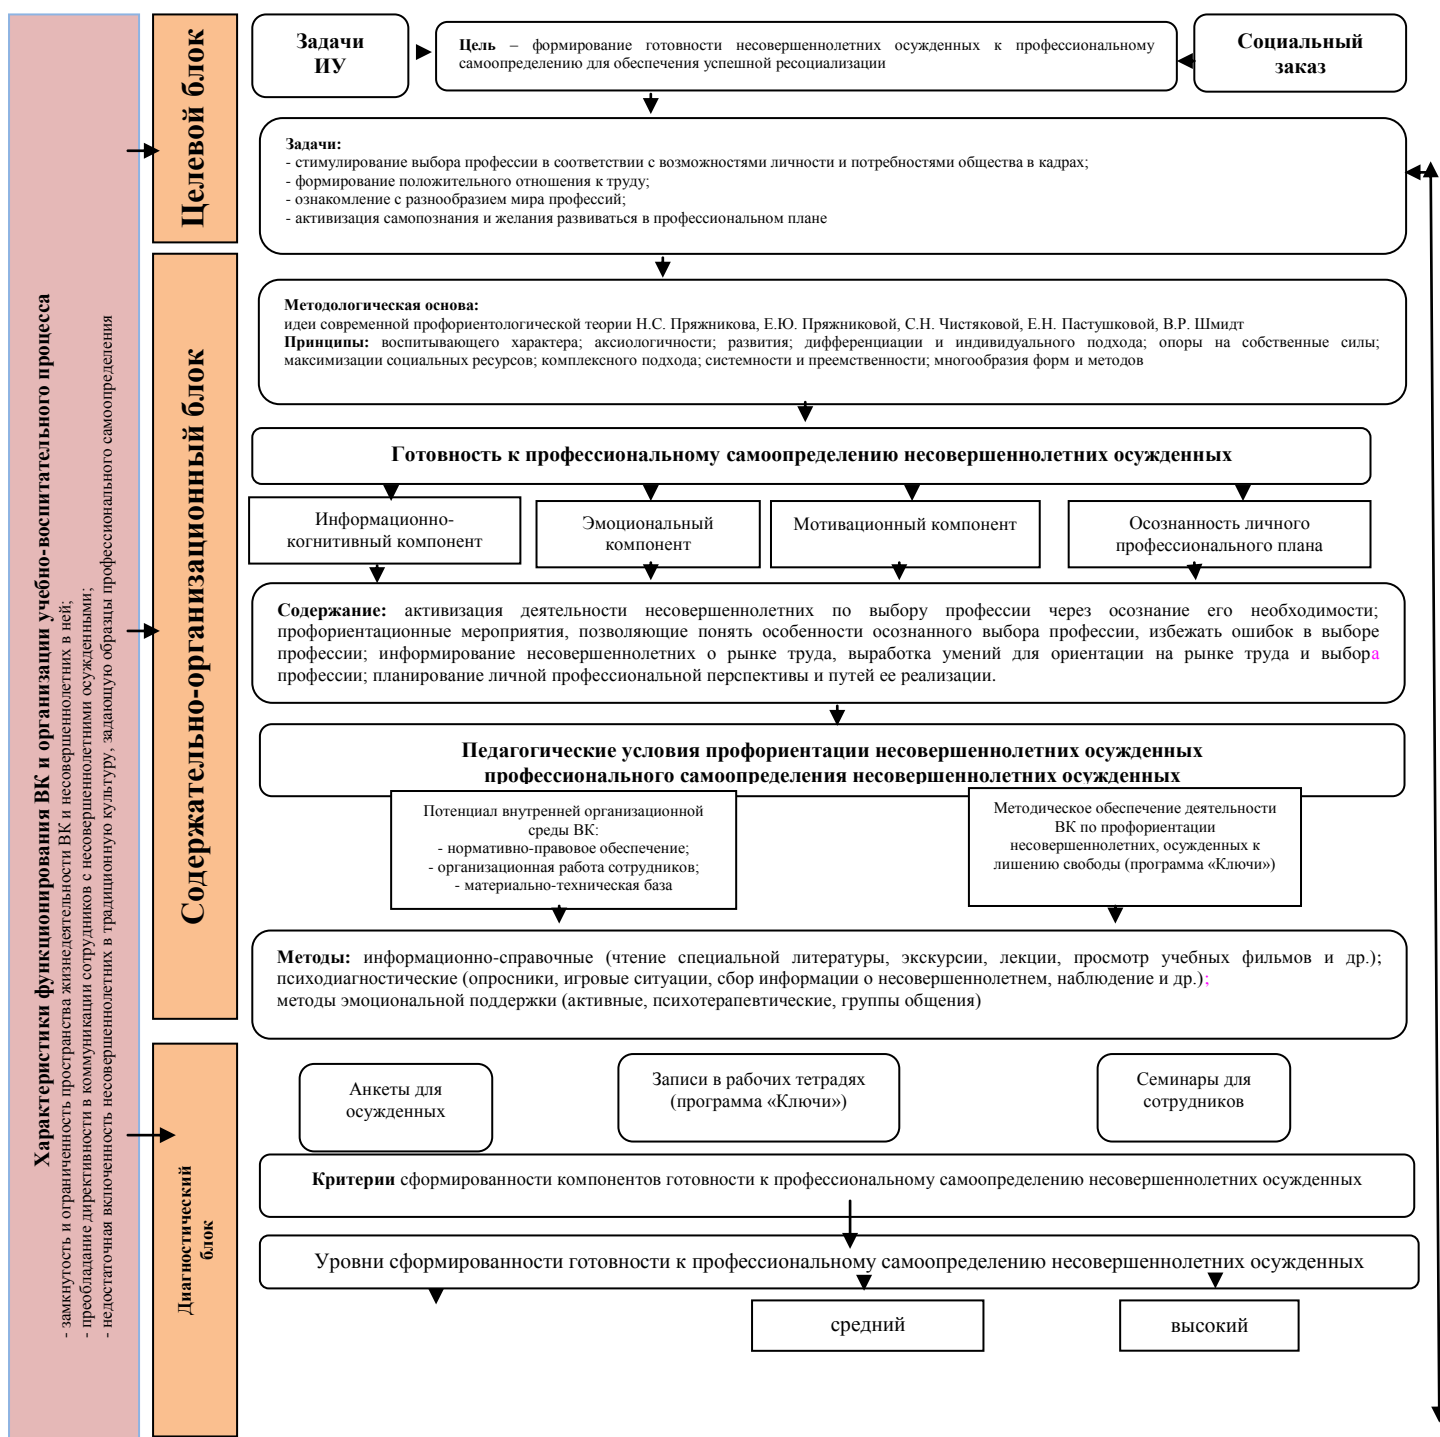 Характеристики функционирования ВК и организации учебно-воспитательного процесса
- замкнутость и ограниченность пространства жизнедеятельности ВК и несовершеннолетних в ней;
- преобладание директивности в коммуникации сотрудников с несовершеннолетними осужденными;
- недостаточная включенность несовершеннолетних в традиционную культуру, задающую образцы профессионального самоопределения
Целевой блок
Задачи
ИУ
Цель – формирование готовности несовершеннолетних осужденных к профессиональному
самоопределению для обеспечения успешной ресоциализации
Социальный
заказ
Задачи:
- стимулирование выбора профессии в соответствии с возможностями личности и потребностями общества в кадрах;
- формирование положительного отношения к труду;
- ознакомление с разнообразием мира профессий;
- активизация самопознания и желания развиваться в профессиональном плане
Содержательно-организационный блок
Методологическая основа:
идеи современной профориентологической теории Н.С. Пряжникова, Е.Ю. Пряжниковой, С.Н. Чистяковой, Е.Н. Пастушковой, В.Р. Шмидт
Принципы: воспитывающего характера; аксиологичности; развития; дифференциации и индивидуального подхода; опоры на собственные силы;
максимизации социальных ресурсов; комплексного подхода; системности и преемственности; многообразия форм и методов
Готовность к профессиональному самоопределению несовершеннолетних осужденных
Информационно-
когнитивный компонент
Эмоциональный
компонент
Мотивационный компонент
Осознанность личного
профессионального плана
Содержание: активизация деятельности несовершеннолетних по выбору профессии через осознание его необходимости;
профориентационные мероприятия, позволяющие понять особенности осознанного выбора профессии, избежать ошибок в выборе
профессии; информирование несовершеннолетних о рынке труда, выработка умений для ориентации на рынке труда и выбора
профессии; планирование личной профессиональной перспективы и путей ее реализации.
Педагогические условия профориентации несовершеннолетних осужденных
профессионального самоопределения несовершеннолетних осужденных
Потенциал внутренней организационной
среды ВК:
- нормативно-правовое обеспечение;
- организационная работа сотрудников;
- материально-техническая база
Методическое обеспечение деятельности
ВК по профориентации
несовершеннолетних, осужденных к
лишению свободы (программа «Ключи»)
Методы: информационно-справочные (чтение специальной литературы, экскурсии, лекции, просмотр учебных фильмов и др.);
психодиагностические (опросники, игровые ситуации, сбор информации о несовершеннолетнем, наблюдение и др.);
методы эмоциональной поддержки (активные, психотерапевтические, группы общения)
Диагностический
блок
Анкеты для
осужденных
Записи в рабочих тетрадях
(программа «Ключи»)
Семинары для
сотрудников
Критерии сформированности компонентов готовности к профессиональному самоопределению несовершеннолетних осужденных
Уровни сформированности готовности к профессиональному самоопределению несовершеннолетних осужденных
средний
высокий